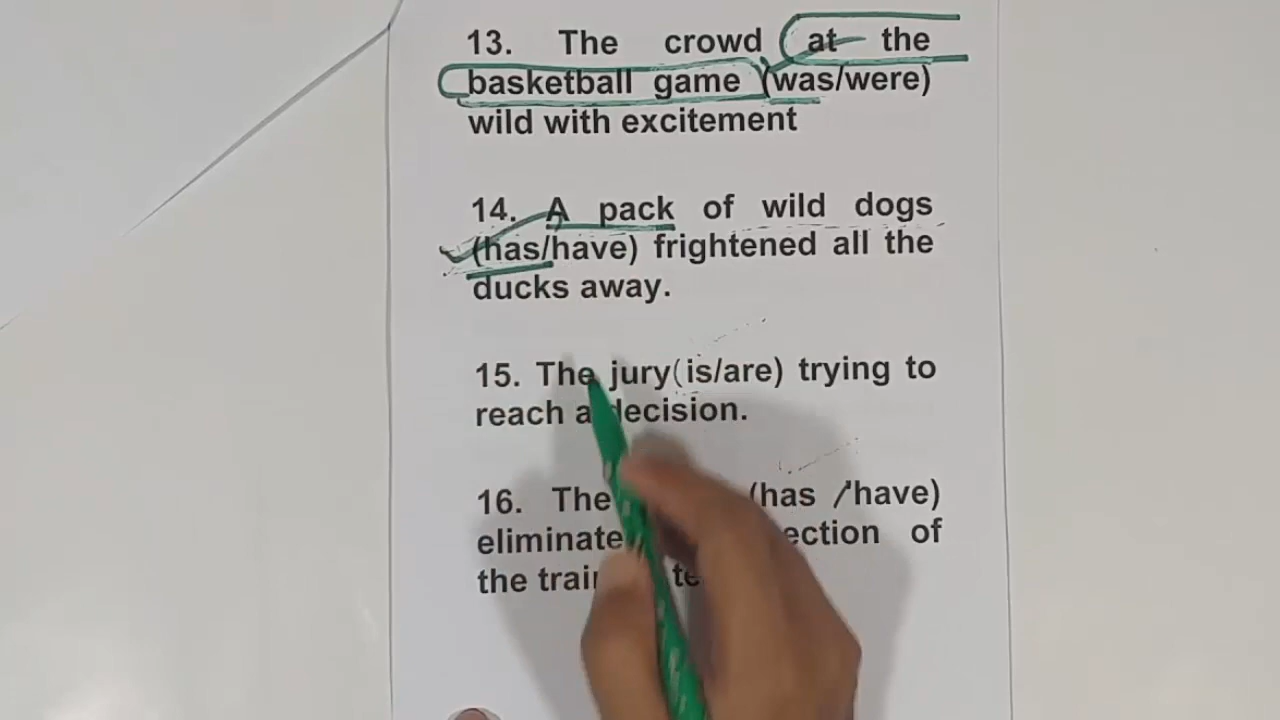 13. The crowd (at the
basketball game (was/were)
wild with excitement
14. A pack of wild dogs
(has/have) frightened all the
ducks away.
15. The jury(is/are) trying to
reach a decision.
16. The (has /have)
eliminate of
the